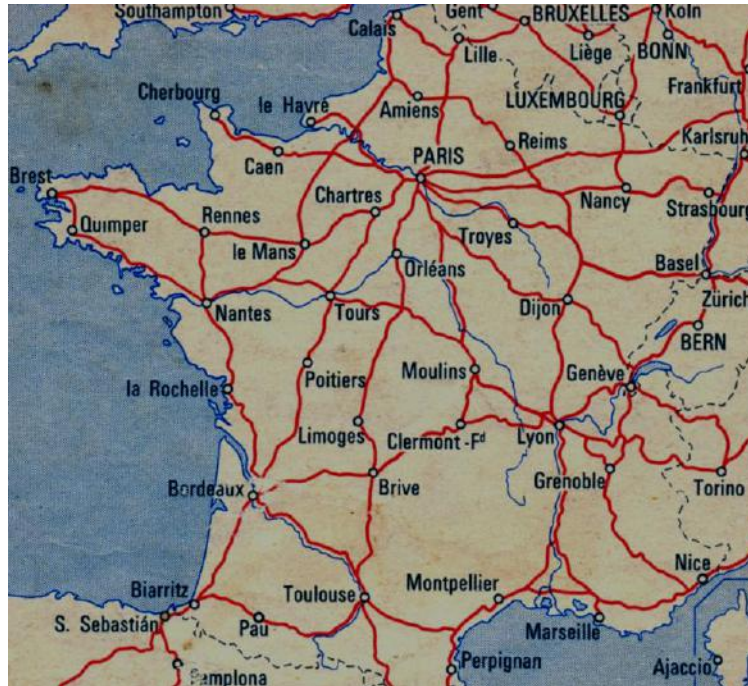 Southampton
Calais
Gent
BRUXELLES
Köln
Lille
Liège
BONN
Cherbourg
le Havre
Amiens
LUXEMBOURG
Frankfurt
Caen
PARIS
Reims
Karlsruh
Brest
Chartres
Nancy
Strasbourg
Quimper
Rennes
le Mans
Troyes
Orléans
Basel
Nantes
Tours
Dijon
Zürich
BERN
la Rochelle
Poitiers
Moulins
Genève
Limoges
Clermont-Fd
Lyon
Bordeaux
Brive
Grenoble
Torino
Biarritz
Toulouse
Montpellier
Nice
S. Sebastián
Pau
Marseille
Pamplona
Perpignan
Ajaccio